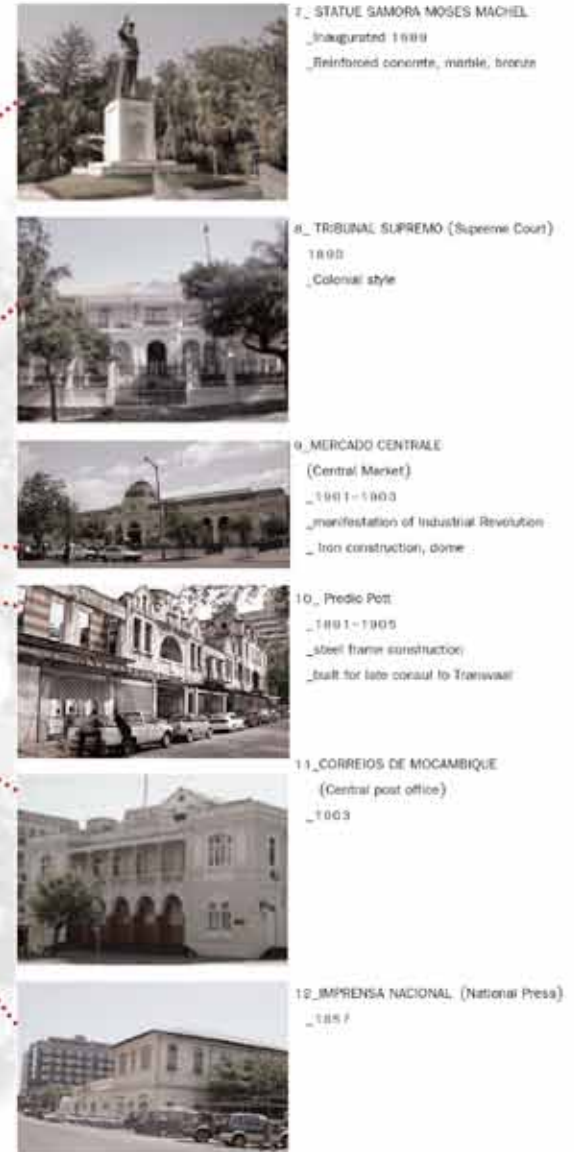 7_ STATUE SAMORA MOSES MACHEL
_Inaugurated 1989
_Reinforced concrete, marble, bronze
8_ TRIBUNAL SUPREMO (Supreme Court)
1890
_Colonial style
9_MERCADO CENTRALE
(Central Market)
_1901-1903
_manifestation of Industrial Revolution
_ Iron construction, dome
10_ Predio Pott
_1891-1905
_steel frame construction
_built for late consul to Transvaal
11_CORREIOS DE MOCAMBIQUE
(Central post office)
_1903
12_IMPRENSA NACIONAL (National Press)
_1857